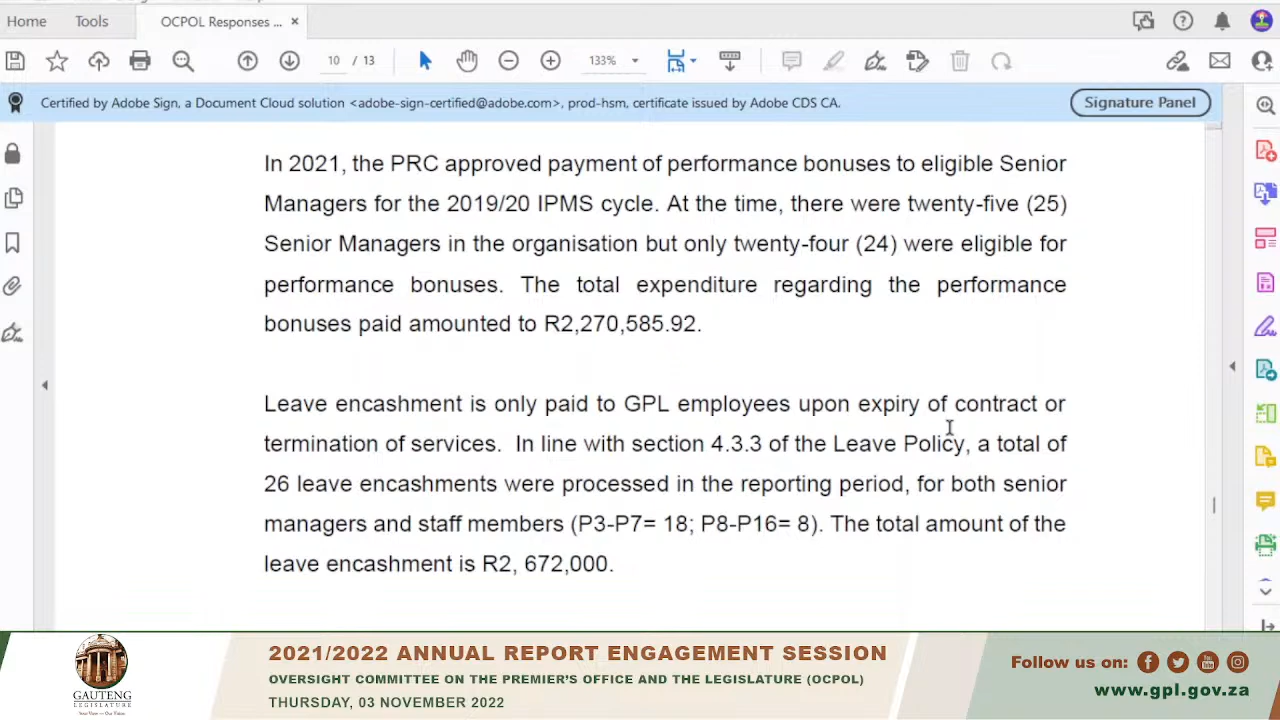 Home Tools OCPOL Responses ... ×
10 / 13 133%
Certified by Adobe Sign, a Document Cloud solution <adobe-sign-certified@adobe.com>, prod-hsm, certificate issued by Adobe CDS CA. Signature Panel
In 2021, the PRC approved payment of performance bonuses to eligible Senior
Managers for the 2019/20 IPMS cycle. At the time, there were twenty-five (25)
Senior Managers in the organisation but only twenty-four (24) were eligible for
performance bonuses. The total expenditure regarding the performance
bonuses paid amounted to R2,270,585.92.
Leave encashment is only paid to GPL employees upon expiry of contract or
termination of services. In line with section 4.3.3 of the Leave Policy, a total of
26 leave encashments were processed in the reporting period, for both senior
managers and staff members (P3-P7= 18; P8-P16= 8). The total amount of the
leave encashment is R2, 672,000.
GAUTENG
LEGISLATURE
Your View — Our Future
2021/2022 ANNUAL REPORT ENGAGEMENT SESSION
OVERSIGHT COMMITTEE ON THE PREMIER'S OFFICE AND THE LEGISLATURE (OCPOL)
THURSDAY, 03 NOVEMBER 2022
Follow us on:
www.gpl.gov.za